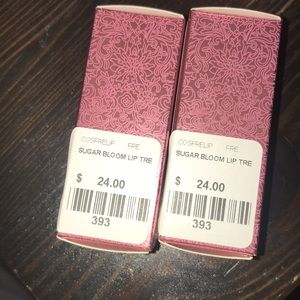 COSFRELIP FRE
SUGAR BLOOM LIP TRE
$ 24.00
393
COSFRELIP FRE
SUGAR BLOOM LIP TRE
$ 24.00
393